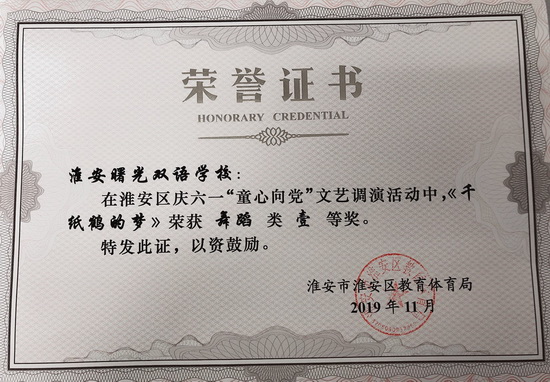 荣誉证书
HONORARY CREDENTIAL
淮安曙光双语学校：
在淮安区庆六一“童心向党”文艺调演活动中，《千
纸鹤的梦》荣获 舞蹈 类 壹 等奖。
特发此证，以资鼓励。
淮安市淮安区教育体育局
2019 年 11 月